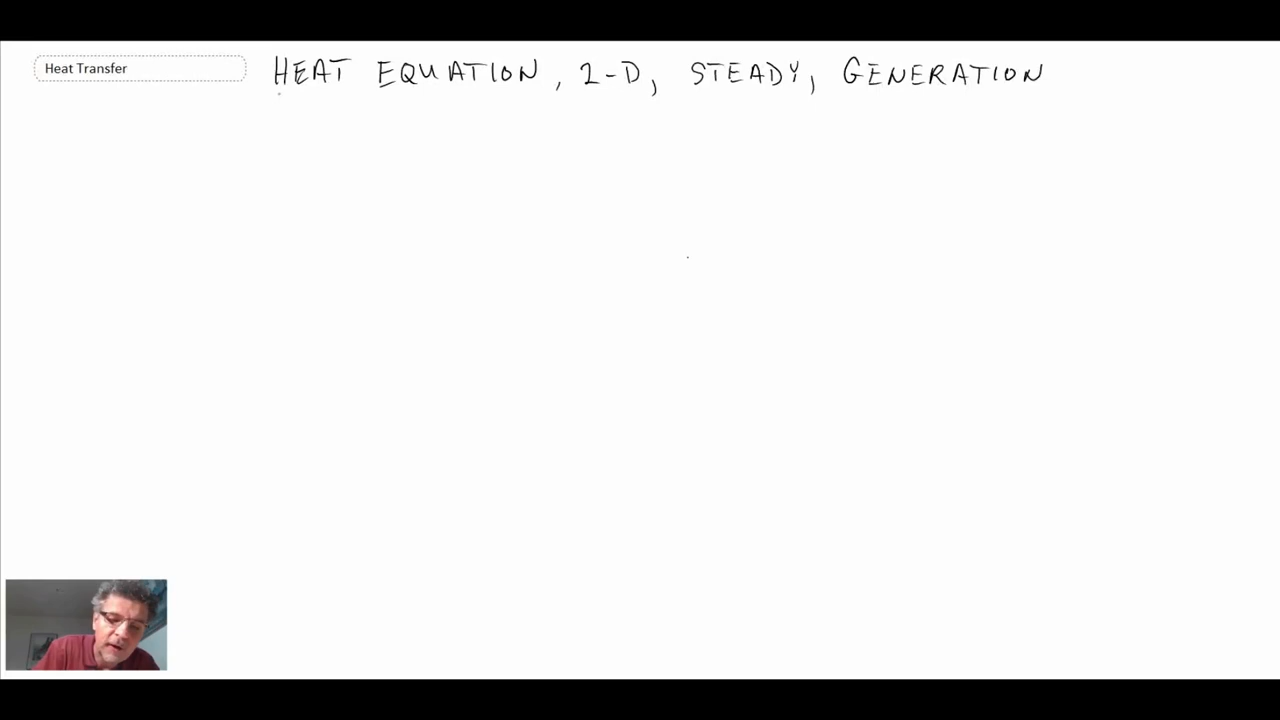 Heat Transfer
HEAT EQUATION, 2-D, STEADY, GENERATION